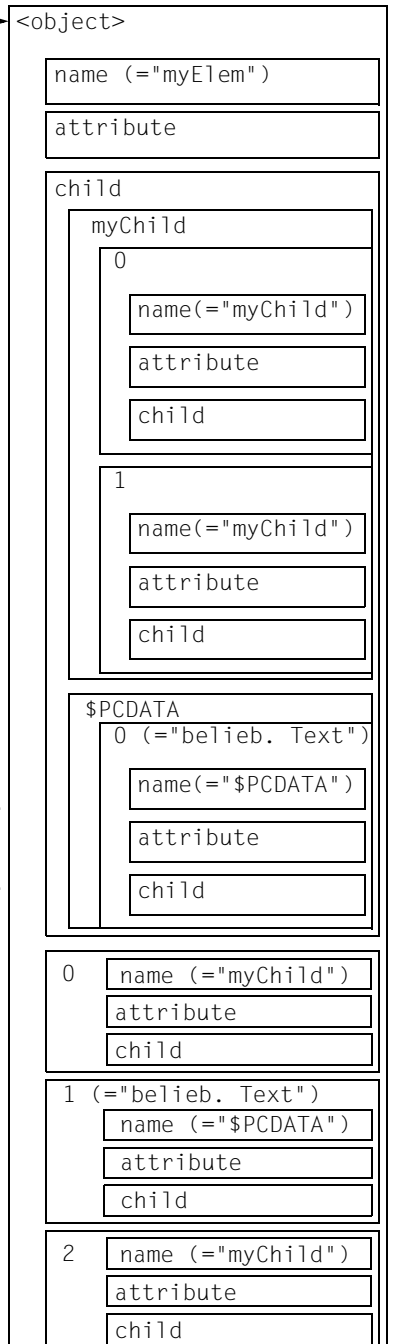 <object>
name (="myElem")
attribute
child
myChild
0
name(="myChild")
attribute
child
1
name(="myChild")
attribute
child
$PCDATA
0 (="belieb. Text")
name(="$PCDATA")
attribute
child
0 name (="myChild")
attribute
child
1 (="belieb. Text")
name (="$PCDATA")
attribute
child
2 name (="myChild")
attribute
child